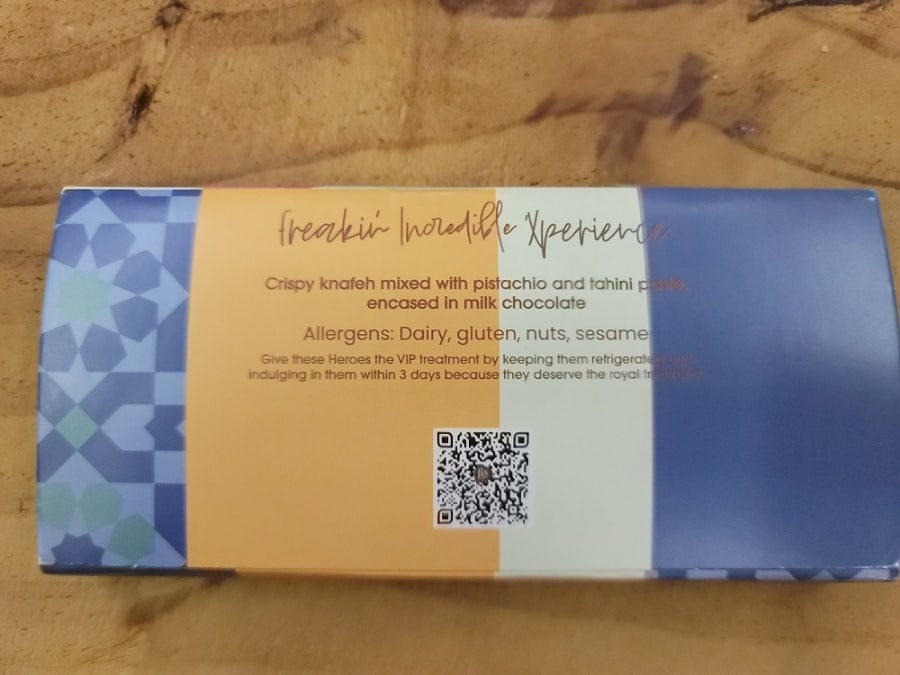 Freakin' Incredible Xperience
Crispy knafeh mixed with pistachio and tahini paste,
encased in milk chocolate
Allergens: Dairy, gluten, nuts, sesame
Give these Heroes the VIP treatment by keeping them refrigerated and
indulging in them within 3 days because they deserve the royal treatment